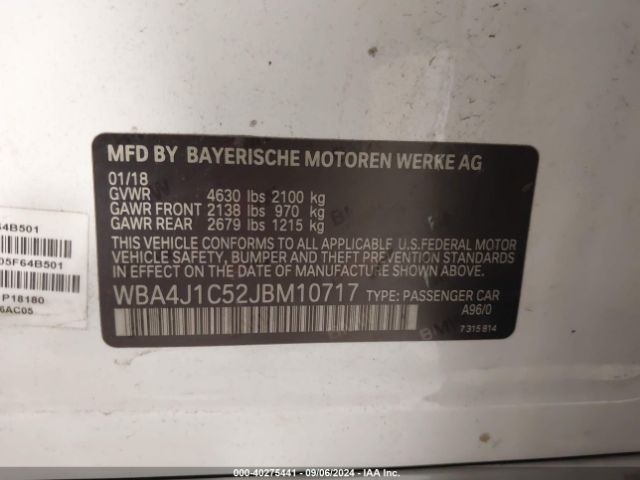 MFD BY BAYERISCHE MOTOREN WERKE AG
01/18
GVWR 4630 lbs 2100 kg
GAWR FRONT 2138 lbs 970 kg
GAWR REAR 2679 lbs 1215 kg
THIS VEHICLE CONFORMS TO ALL APPLICABLE U.S.FEDERAL MOTOR
VEHICLE SAFETY, BUMPER AND THEFT PREVENTION STANDARDS
IN EFFECT ON THE DATE OF MANUFACTURE SHOWN ABOVE.
WBA4J1C52JBM10717 TYPE: PASSENGER CAR
A96/0
7 315 814
64B501
05F64B501
P18180
6AC05
000-40275441 - 09/06/2024 - IAA Inc.